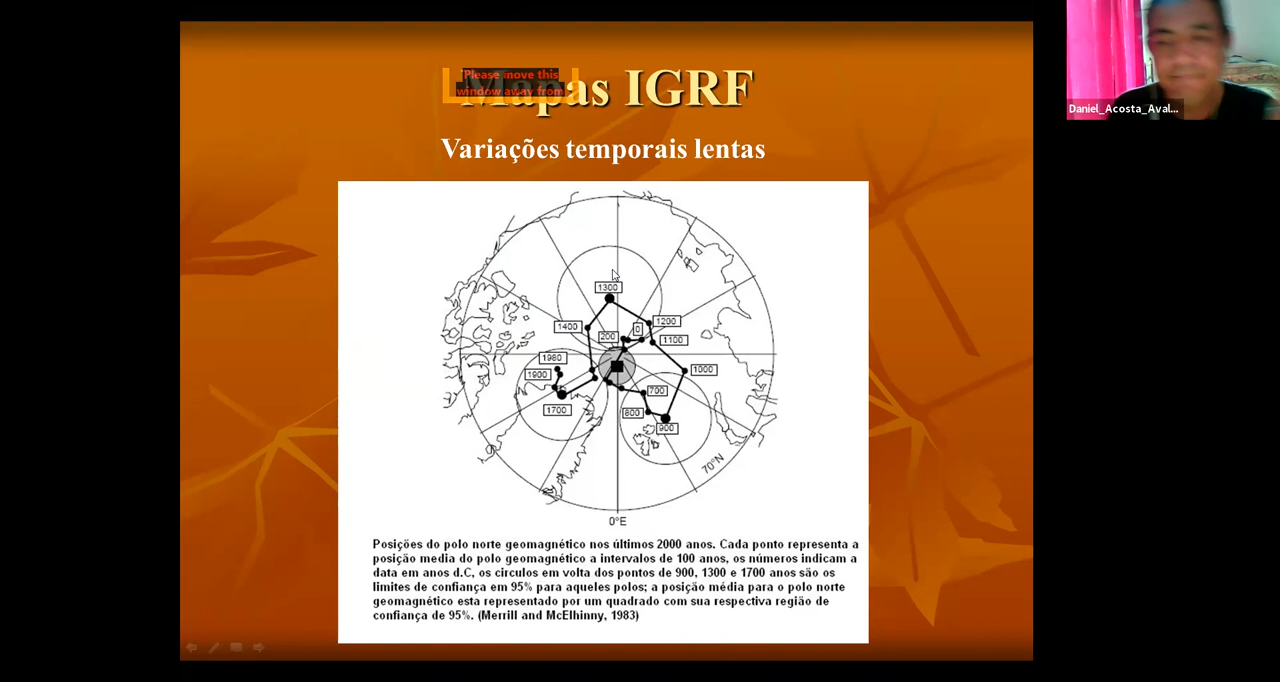 "Please move this
window away from
Mapas IGRF
Daniel_Acosta_Aval...
Variações temporais lentas
1300
1400
200
0
1200
1100
1980
1900
1000
1700
700
800
900
70°N
0°E
Posições do polo norte geomagnético nos últimos 2000 anos. Cada ponto representa a
posição media do polo geomagnético a intervalos de 100 anos, os números indicam a
data em anos d.C, os circulos em volta dos pontos de 900, 1300 e 1700 anos são os
limites de confiança em 95% para aqueles polos; a posição média para o polo norte
geomagnético esta representado por um quadrado com sua respectiva região de
confiança de 95%. (Merrill and McElhinny, 1983)